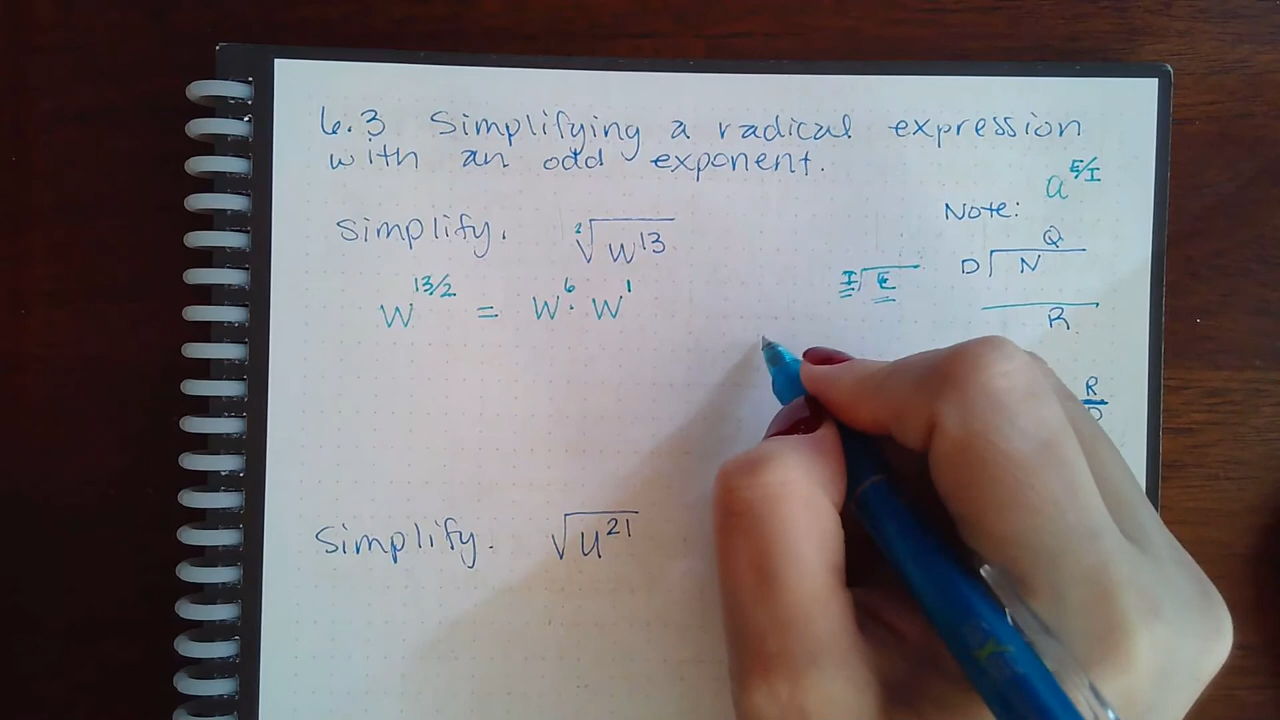 6.3 Simplifying a radical expression
with an odd exponent.
a^{E/I}
Note:
Simplify. \sqrt[2]{w^{13}}
Q
D N
I√E
w^{13/2} = w^6 · w^1
R
R
D
Simplify. √u^{21}